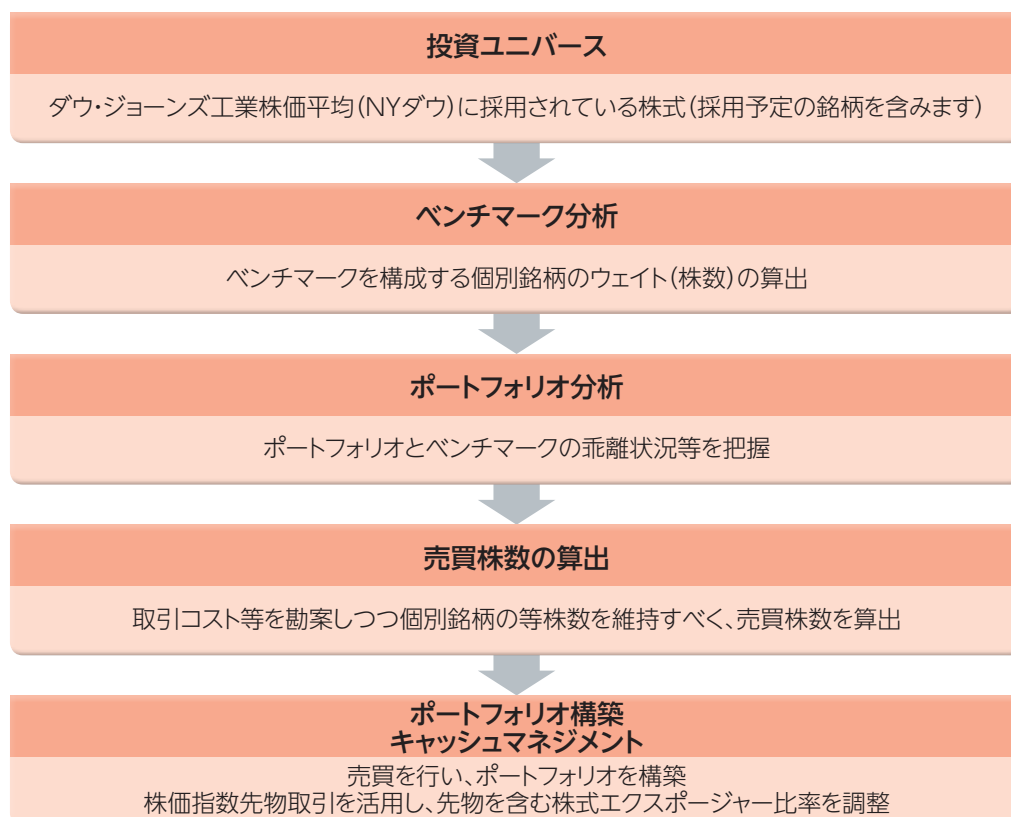 投資ユニバース
ダウ・ジョーンズ工業株価平均(NYダウ)に採用されている株式(採用予定の銘柄を含みます)
ベンチマーク分析
ベンチマークを構成する個別銘柄のウェイト(株数)の算出
ポートフォリオ分析
ポートフォリオとベンチマークの乖離状況等を把握
売買株数の算出
取引コスト等を勘案しつつ個別銘柄の等株数を維持すべく、売買株数を算出
ポートフォリオ構築
キャッシュマネジメント
売買を行い、ポートフォリオを構築
株価指数先物取引を活用し、先物を含む株式エクスポージャー比率を調整